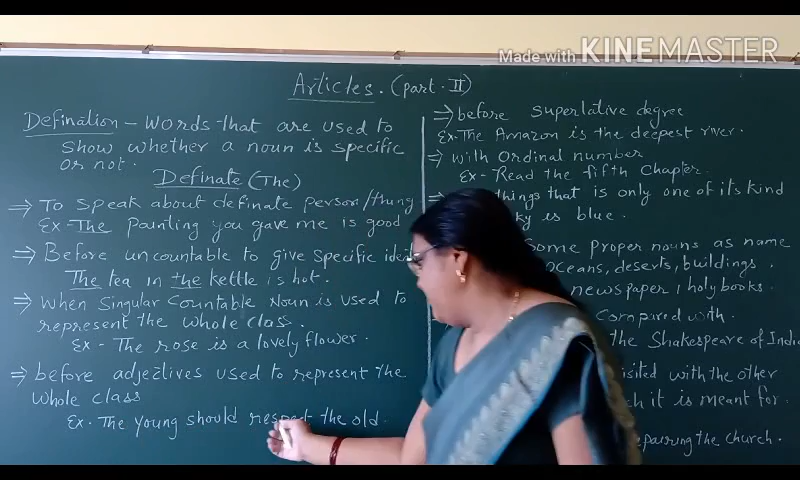 Made with KINEMASTER
Articles. (part. II)
Defination - Words that are used to
show whether a noun is specific
or not.
Definate (The)
⇒ To speak about definate person/thing
Ex - The painting you gave me is good
⇒ Before uncountable to give specific idea
The tea in the kettle is hot.
⇒ When Singular Countable Noun is used to
represent the whole class.
Ex - The rose is a lovely flower.
⇒ before adjectives used to represent the
whole class
Ex. The young should respect the old.
⇒ before superlative degree
Ex. The Amazon is the deepest river.
⇒ with Ordinal number
Ex - Read the fifth Chapter.
things that is only one of its kind
is blue.
Some proper nouns as name
oceans, deserts, buildings.
newspaper, holy books.
compared with.
the Shakespeare of India
visited with the other
it is meant for.
repairing the church.